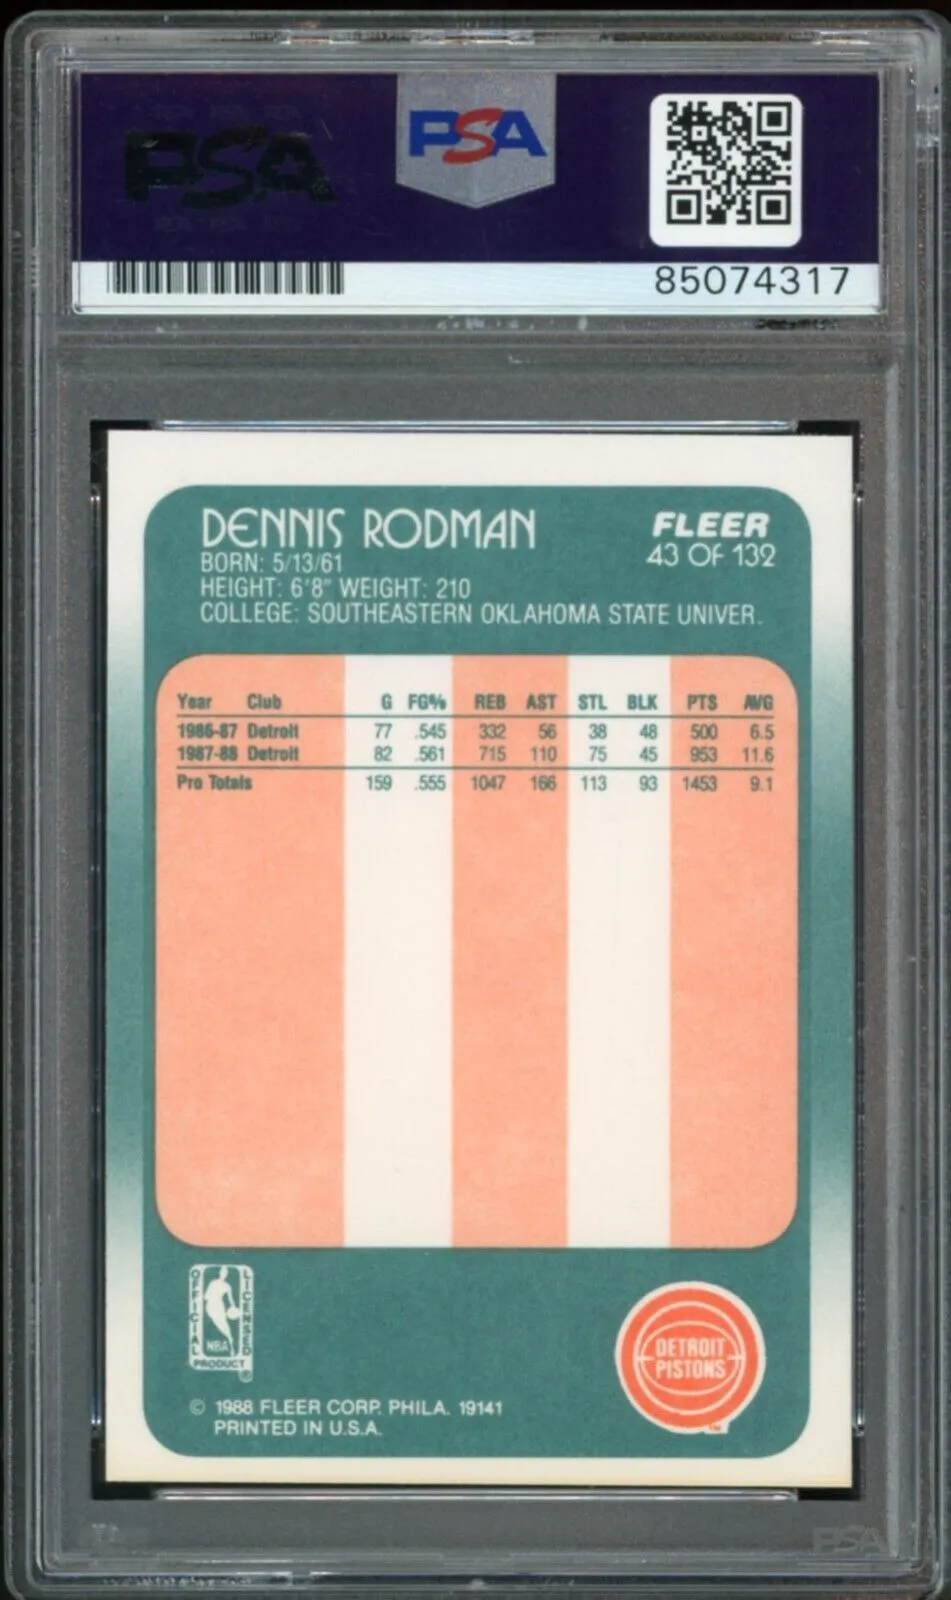 PSA
PSA
85074317
DENNIS RODMAN
FLEER
43 OF 132
BORN: 5/13/61
HEIGHT: 6'8" WEIGHT: 210
COLLEGE: SOUTHEASTERN OKLAHOMA STATE UNIVER.
Year Club G FG% REB AST STL BLK PTS AVG
1986-87 Detroit 77 .545 332 56 38 48 500 6.5
1987-88 Detroit 82 .561 715 110 75 45 953 11.6
Pro Totals 159 .555 1047 166 113 93 1453 9.1
OFFICIAL
LICENSED
NBA
PRODUCT ®
DETROIT
PISTONS
TM
© 1988 FLEER CORP. PHILA. 19141
PRINTED IN U.S.A.
PSA